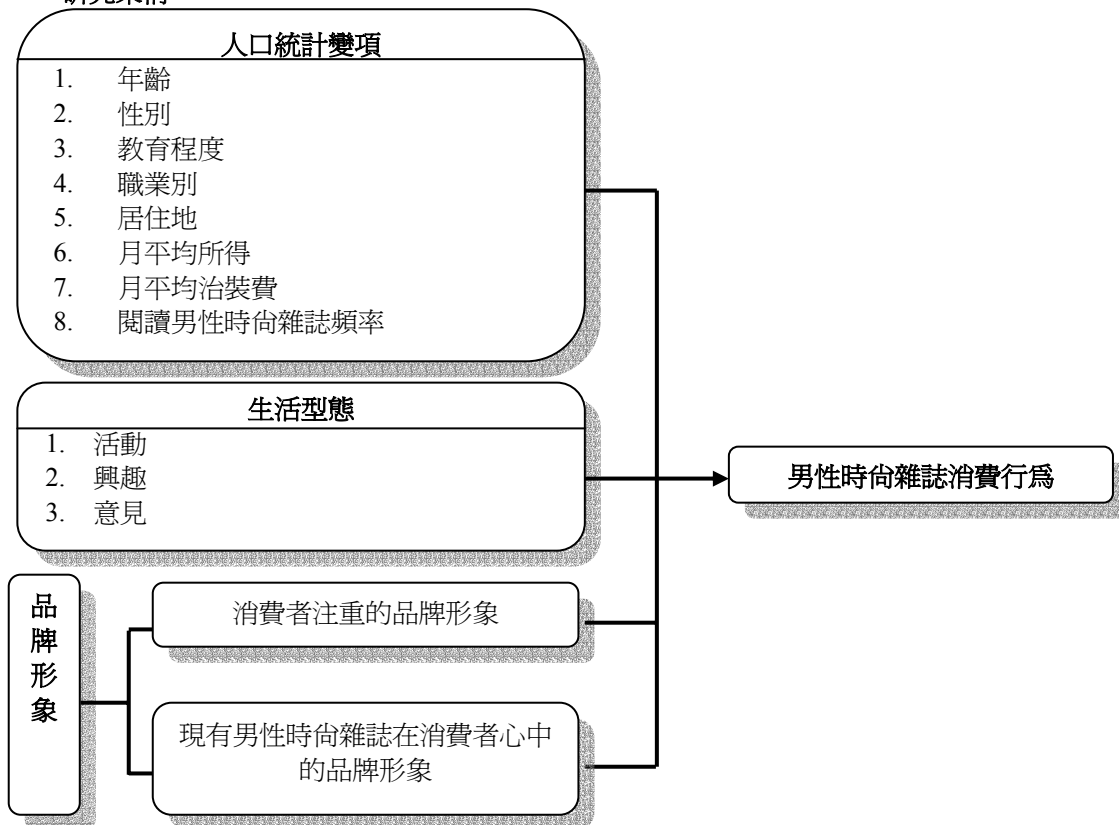 研究架構
人口統計變項
1. 年齡
2. 性別
3. 教育程度
4. 職業別
5. 居住地
6. 月平均所得
7. 月平均治裝費
8. 閱讀男性時尚雜誌頻率
生活型態
1. 活動
2. 興趣
3. 意見
男性時尚雜誌消費行為
品
牌
形
象
消費者注重的品牌形象
現有男性時尚雜誌在消費者心中
的品牌形象